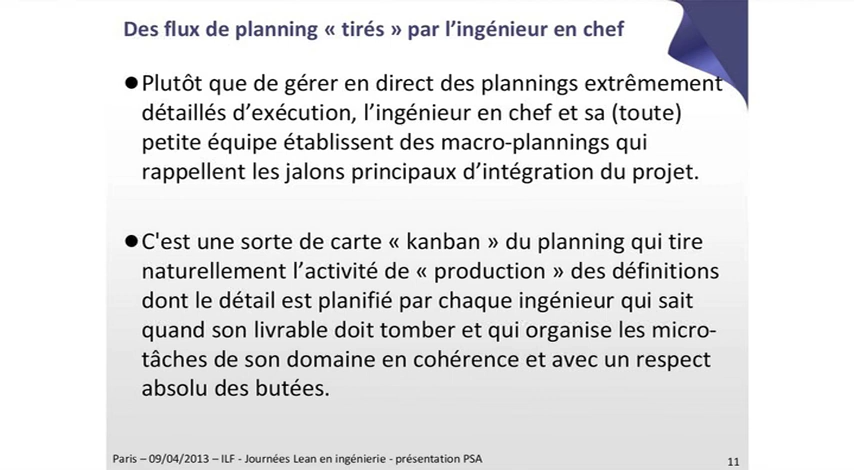 Des flux de planning « tirés » par l’ingénieur en chef
●Plutôt que de gérer en direct des plannings extrêmement
détaillés d’exécution, l’ingénieur en chef et sa (toute)
petite équipe établissent des macro-plannings qui
rappellent les jalons principaux d’intégration du projet.
●C'est une sorte de carte « kanban » du planning qui tire
naturellement l’activité de « production » des définitions
dont le détail est planifié par chaque ingénieur qui sait
quand son livrable doit tomber et qui organise les micro-
tâches de son domaine en cohérence et avec un respect
absolu des butées.
Paris – 09/04/2013 – ILF - Journées Lean en ingénierie - présentation PSA
11